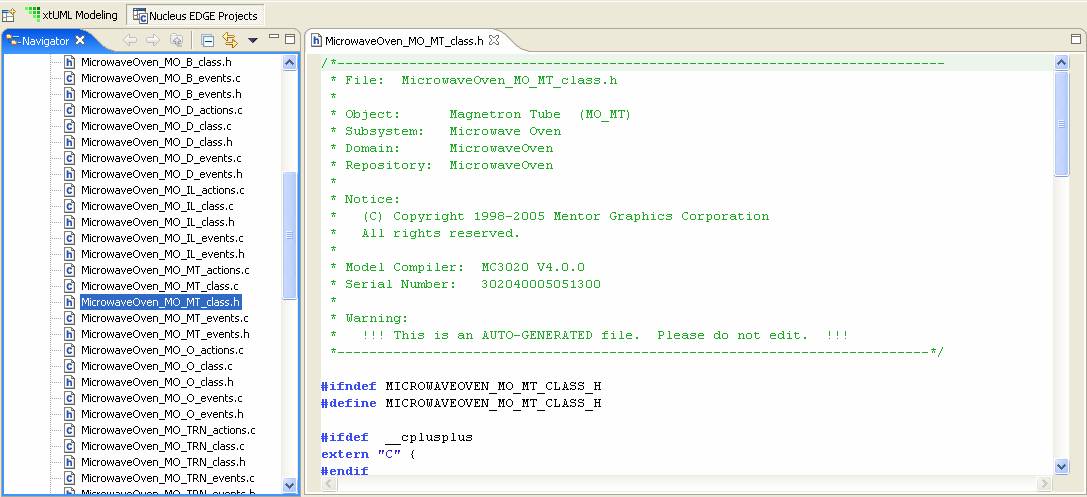 xtUML Modeling
Nucleus EDGE Projects
Navigator
MicrowaveOven_MO_B_class.h
MicrowaveOven_MO_B_events.c
MicrowaveOven_MO_B_events.h
MicrowaveOven_MO_D_actions.c
MicrowaveOven_MO_D_class.c
MicrowaveOven_MO_D_class.h
MicrowaveOven_MO_D_events.c
MicrowaveOven_MO_D_events.h
MicrowaveOven_MO_IL_actions.c
MicrowaveOven_MO_IL_class.c
MicrowaveOven_MO_IL_class.h
MicrowaveOven_MO_IL_events.c
MicrowaveOven_MO_IL_events.h
MicrowaveOven_MO_MT_actions.c
MicrowaveOven_MO_MT_class.c
MicrowaveOven_MO_MT_class.h
MicrowaveOven_MO_MT_events.c
MicrowaveOven_MO_MT_events.h
MicrowaveOven_MO_O_actions.c
MicrowaveOven_MO_O_class.c
MicrowaveOven_MO_O_class.h
MicrowaveOven_MO_O_events.c
MicrowaveOven_MO_O_events.h
MicrowaveOven_MO_TRN_actions.c
MicrowaveOven_MO_TRN_class.c
MicrowaveOven_MO_TRN_class.h
MicrowaveOven_MO_TRN_events.c
MicrowaveOven_MO_TRN_events.h
MicrowaveOven_MO_MT_class.h
/*----------------------------------------------------------------------------
* File:  MicrowaveOven_MO_MT_class.h
*
* Object:       Magnetron Tube  (MO_MT)
* Subsystem:    Microwave Oven
* Domain:       MicrowaveOven
* Repository:   MicrowaveOven
*
* Notice:
*   (C) Copyright 1998-2005 Mentor Graphics Corporation
*   All rights reserved.
*
* Model Compiler:  MC3020 V4.0.0
* Serial Number:   302040005051300
*
* Warning:
*   !!! This is an AUTO-GENERATED file.  Please do not edit.  !!!
*--------------------------------------------------------------------------*/
#ifndef MICROWAVEOVEN_MO_MT_CLASS_H
#define MICROWAVEOVEN_MO_MT_CLASS_H
#ifdef  __cplusplus
extern "C" {
#endif